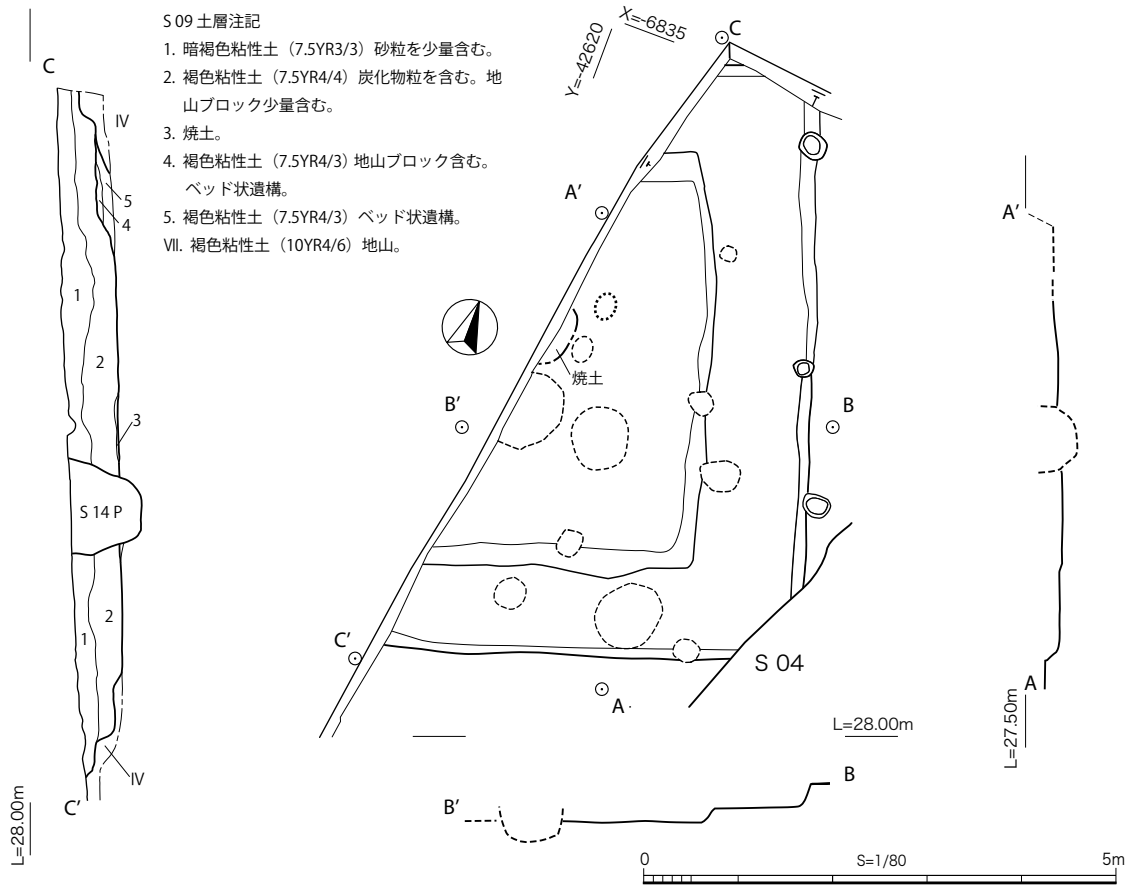 S 09 土層注記
1. 暗褐色粘性土（7.5YR3/3）砂粒を少量含む。
2. 褐色粘性土（7.5YR4/4）炭化物粒を含む。地
山ブロック少量含む。
3. 焼土。
4. 褐色粘性土（7.5YR4/3）地山ブロック含む。
ベッド状遺構。
5. 褐色粘性土（7.5YR4/3）ベッド状遺構。
Ⅶ. 褐色粘性土（10YR4/6）地山。
C
Ⅳ
5
4
1
2
3
S 14 P
1
2
Ⅳ
C’
L=28.00m
X=-6835
Y=-42620
C
A’
焼土
B’
B
C’
S 04
A
L=28.00m
A’
A
L=27.50m
B’
B
0
S=1/80
5m